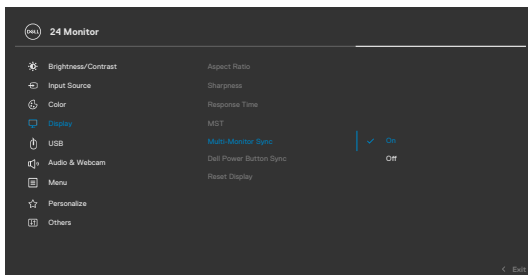 DELL 24 Monitor
Brightness/Contrast
Input Source
Color
Display
USB
Audio & Webcam
Menu
Personalize
Others
Aspect Ratio
Sharpness
Response Time
MST
Multi-Monitor Sync
Dell Power Button Sync
Reset Display
On
Off
Exit